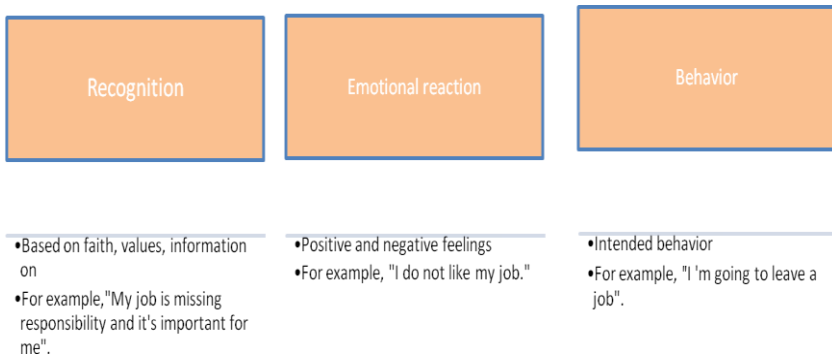 Recognition
•Based on faith, values, information
on
•For example,"My job is missing
responsibility and it's important for
me".
Emotional reaction
•Positive and negative feelings
•For example, "I do not like my job."
Behavior
•Intended behavior
•For example, "I 'm going to leave a
job".